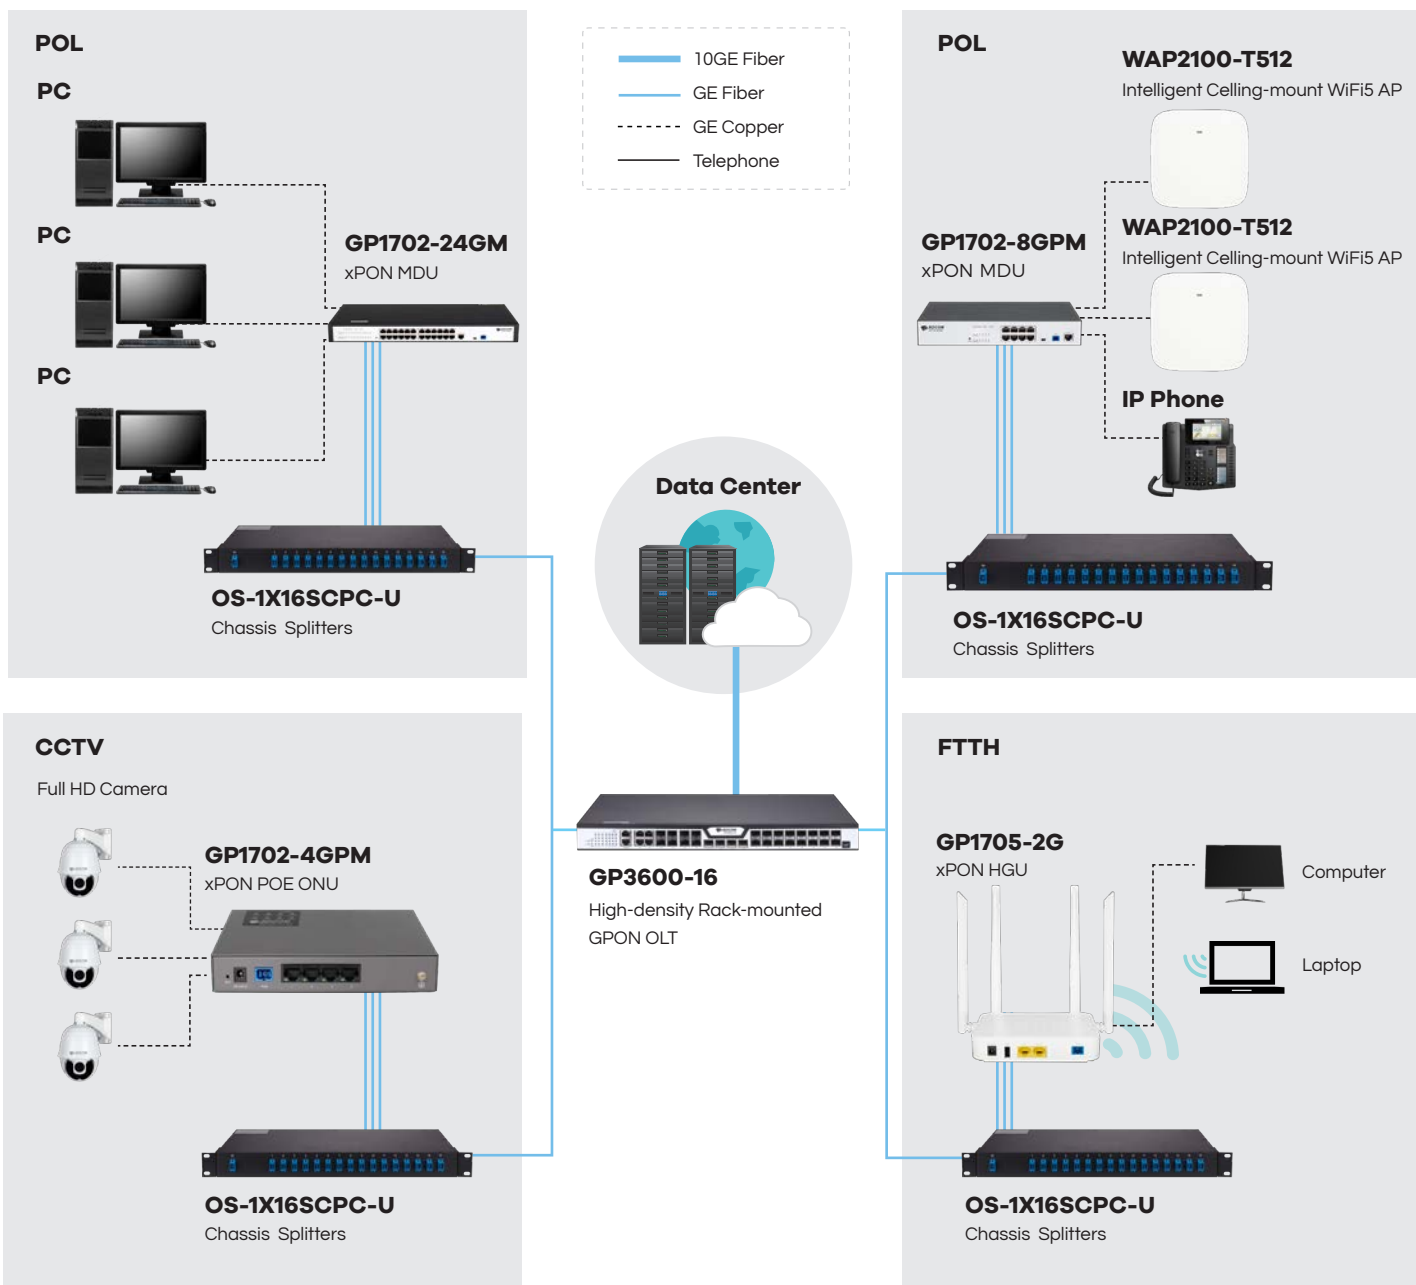 POL
PC
PC
PC
GP1702-24GM
xPON MDU
OS-1X16SCPC-U
Chassis Splitters
10GE Fiber
GE Fiber
GE Copper
Telephone
POL
WAP2100-T512
Intelligent Celling-mount WiFi5 AP
WAP2100-T512
Intelligent Celling-mount WiFi5 AP
GP1702-8GPM
xPON MDU
IP Phone
OS-1X16SCPC-U
Chassis Splitters
Data Center
CCTV
Full HD Camera
GP1702-4GPM
xPON POE ONU
OS-1X16SCPC-U
Chassis Splitters
GP3600-16
High-density Rack-mounted
GPON OLT
FTTH
GP1705-2G
xPON HGU
Computer
Laptop
OS-1X16SCPC-U
Chassis Splitters